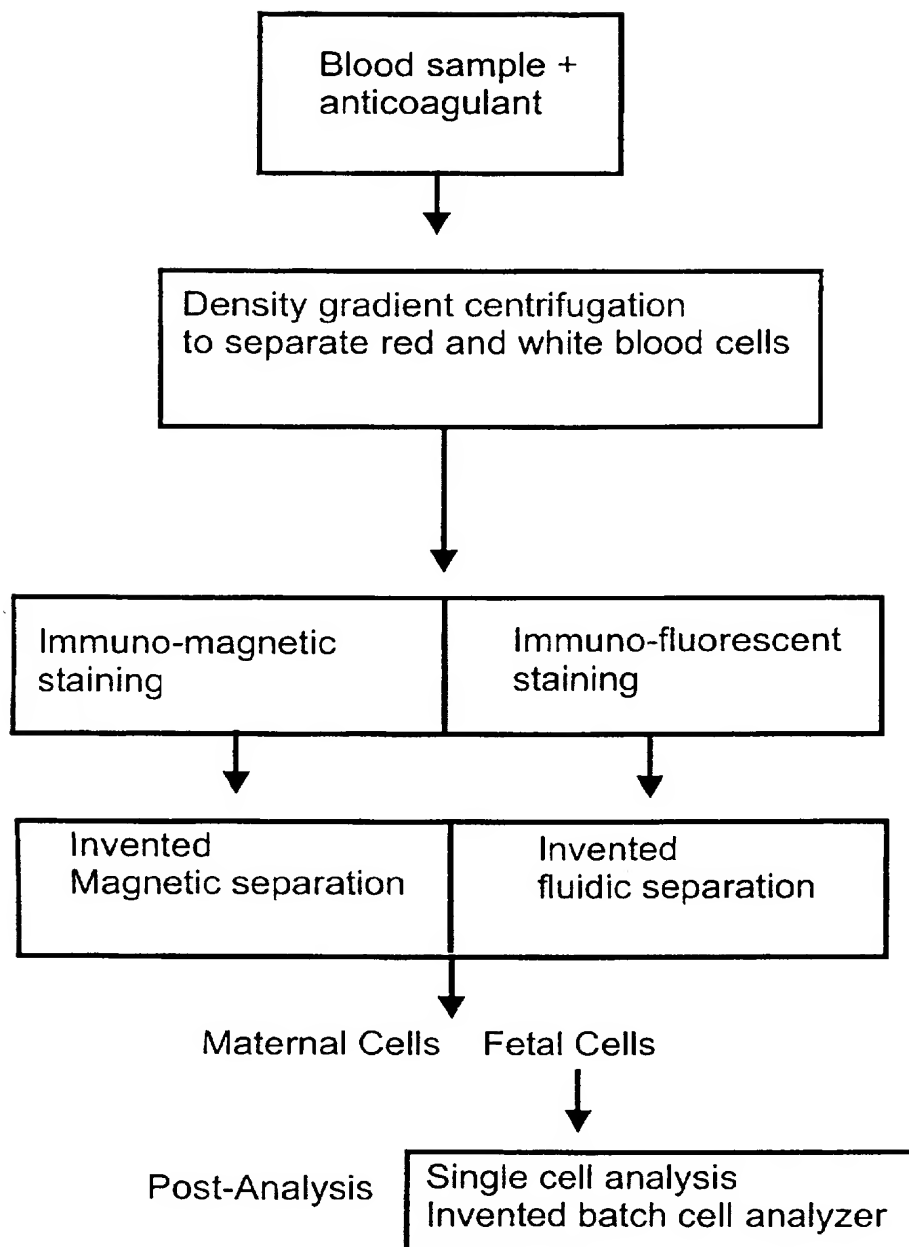 Blood sample +
anticoagulant
Density gradient centrifugation
to separate red and white blood cells
Immuno-magnetic
staining
Immuno-fluorescent
staining
Invented
Magnetic separation
Invented
fluidic separation
Maternal Cells Fetal Cells
Post-Analysis
Single cell analysis
Invented batch cell analyzer